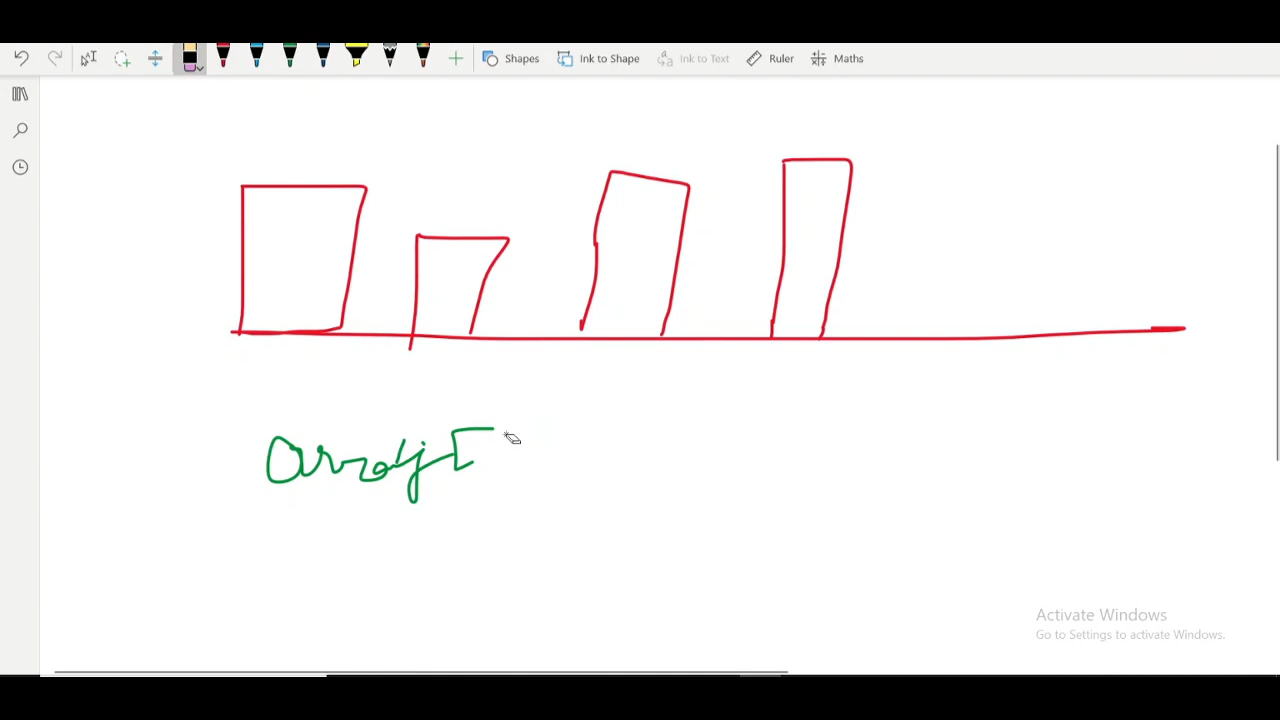 Shapes Ink to Shape Ink to Text Ruler Maths
array[
Activate Windows
Go to Settings to activate Windows.